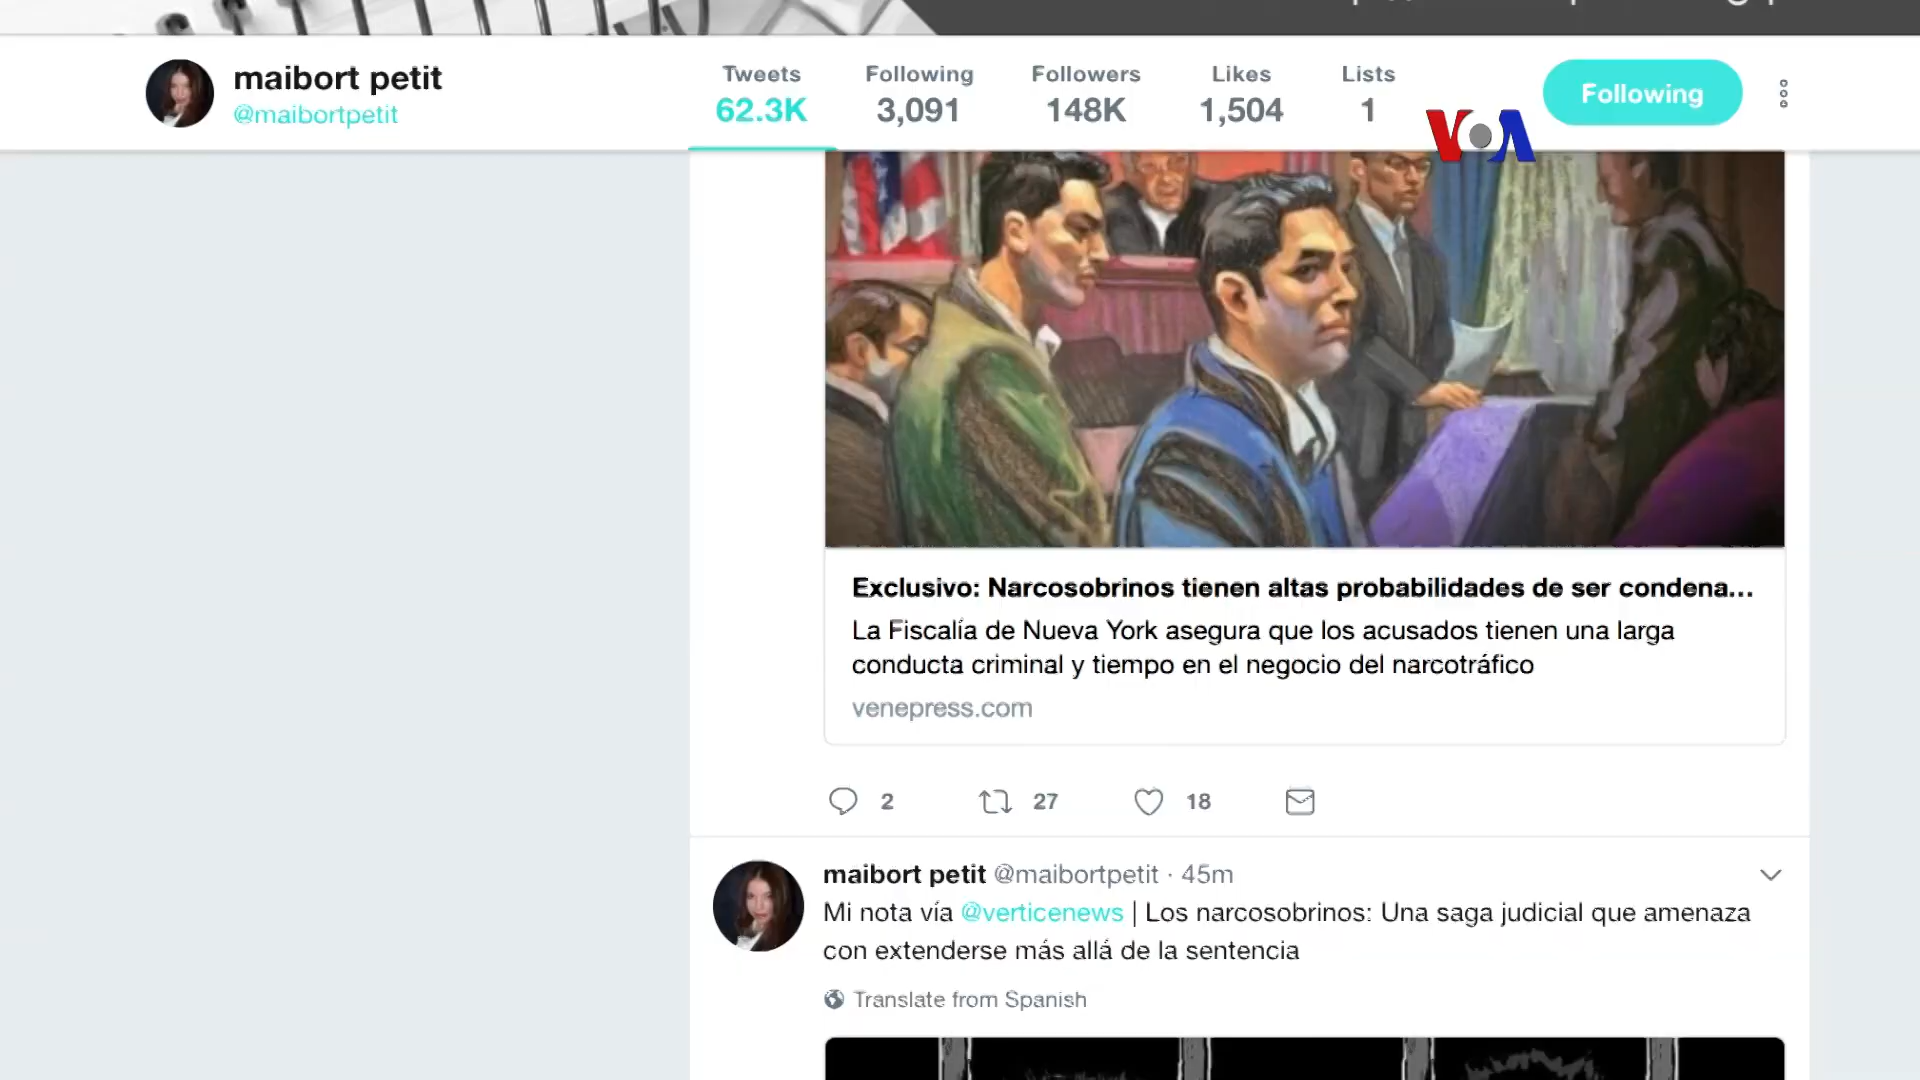 maibort petit
@maibortpetit
Tweets
62.3K
Following
3,091
Followers
148K
Likes
1,504
Lists
1
Following
VOA
Exclusivo: Narcosobrinos tienen altas probabilidades de ser condena...
La Fiscalía de Nueva York asegura que los acusados tienen una larga
conducta criminal y tiempo en el negocio del narcotráfico
venepress.com
2 27 18
maibort petit @maibortpetit · 45m
Mi nota vía @verticenews | Los narcosobrinos: Una saga judicial que amenaza
con extenderse más allá de la sentencia
Translate from Spanish